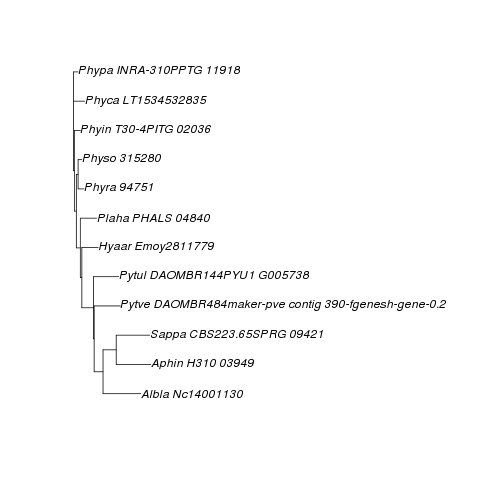 Phypa INRA-310PPTG 11918
Phyca LT1534532835
Phyin T30-4PITG 02036
Physo 315280
Phyra 94751
Plaha PHALS 04840
Hyaar Emoy2811779
Pytul DAOMBR144PYU1 G005738
Pytve DAOMBR484maker-pve contig 390-fgenesh-gene-0.2
Sappa CBS223.65SPRG 09421
Aphin H310 03949
Albla Nc14001130